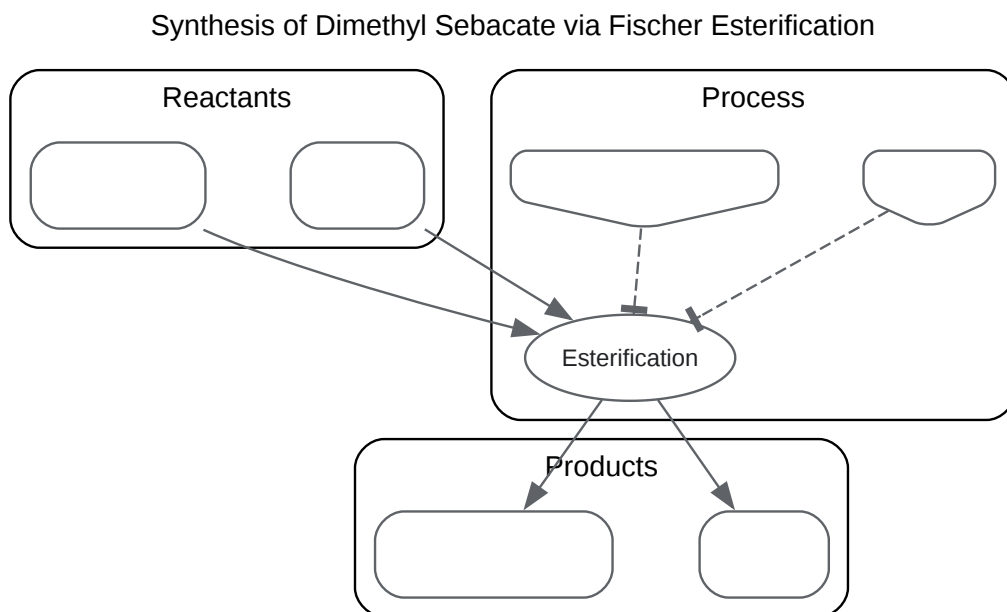 Synthesis of Dimethyl Sebacate via Fischer Esterification
Reactants
Process
Esterification
Products